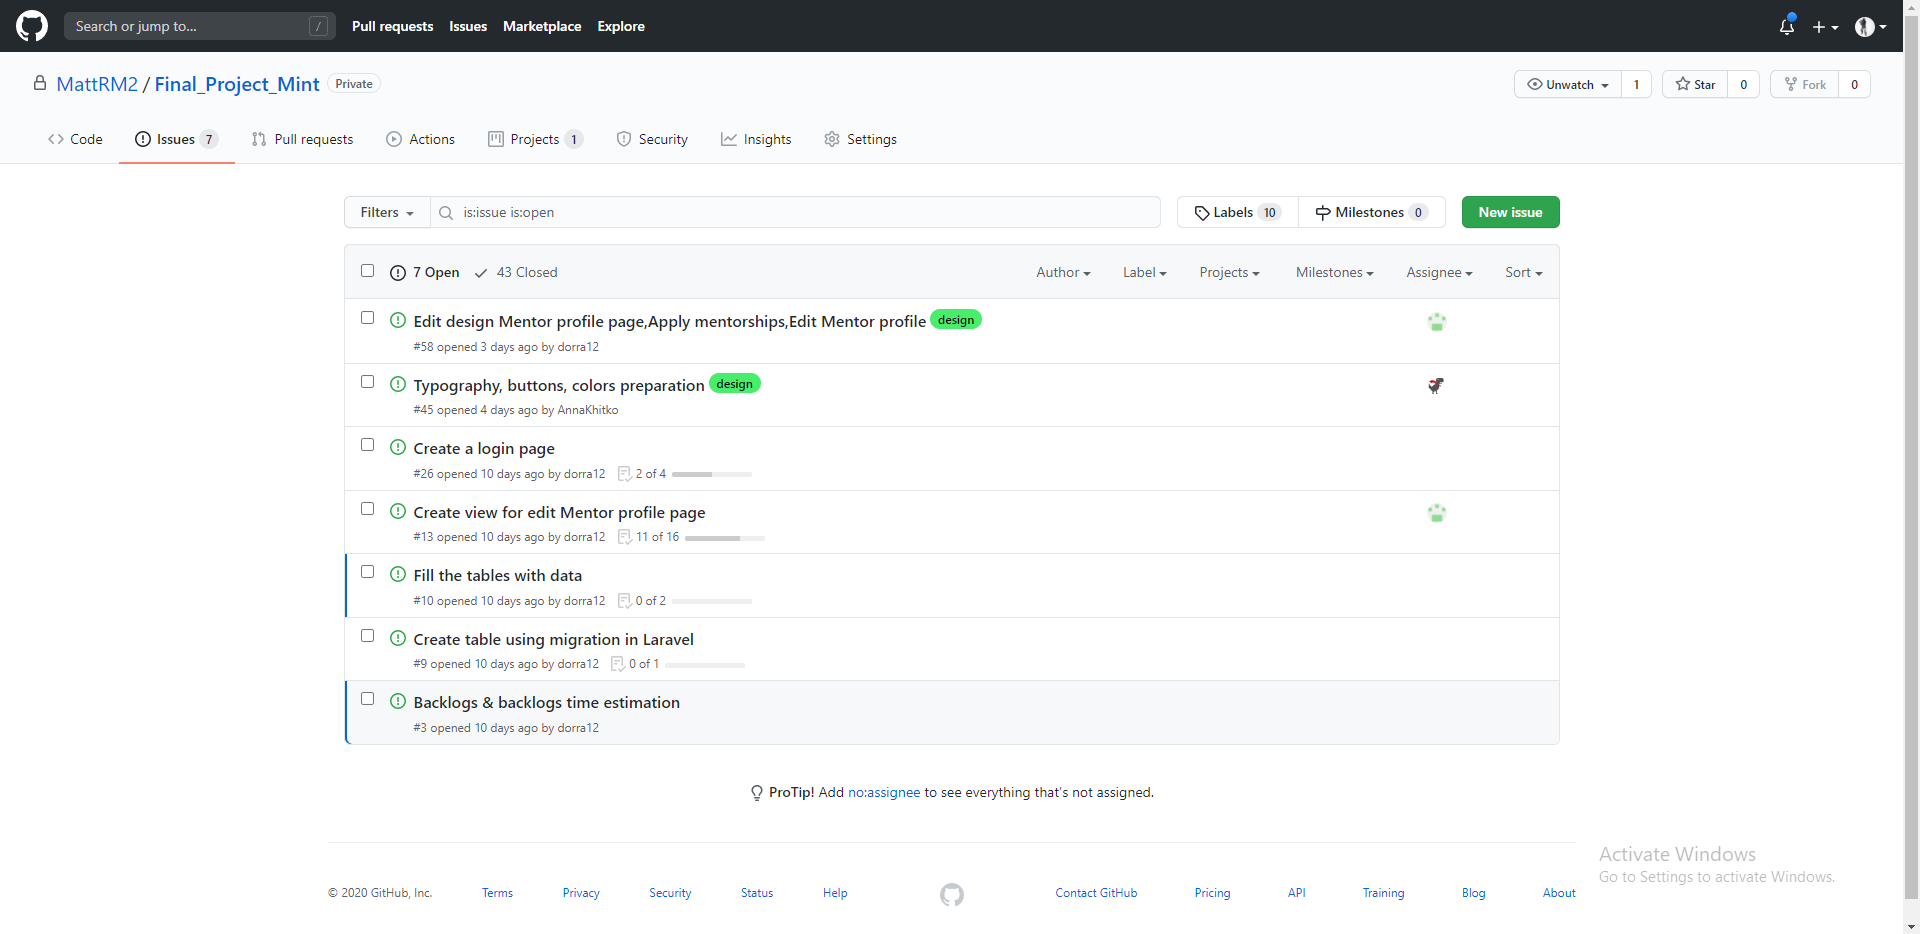 Search or jump to... /
Pull requests Issues Marketplace Explore
MattRM2 / Final_Project_Mint Private
Unwatch 1 Star 0 Fork 0
Code Issues 7 Pull requests Actions Projects 1 Security Insights Settings
Filters is:issue is:open Labels 10 Milestones 0 New issue
7 Open 43 Closed Author Label Projects Milestones Assignee Sort
Edit design Mentor profile page,Apply mentorships,Edit Mentor profile design
#58 opened 3 days ago by dorra12
Typography, buttons, colors preparation design
#45 opened 4 days ago by AnnaKhitko
Create a login page
#26 opened 10 days ago by dorra12 2 of 4
Create view for edit Mentor profile page
#13 opened 10 days ago by dorra12 11 of 16
Fill the tables with data
#10 opened 10 days ago by dorra12 0 of 2
Create table using migration in Laravel
#9 opened 10 days ago by dorra12 0 of 1
Backlogs & backlogs time estimation
#3 opened 10 days ago by dorra12
ProTip! Add no:assignee to see everything that's not assigned.
Activate Windows
Go to Settings to activate Windows.
© 2020 GitHub, Inc. Terms Privacy Security Status Help Contact GitHub Pricing API Training Blog About